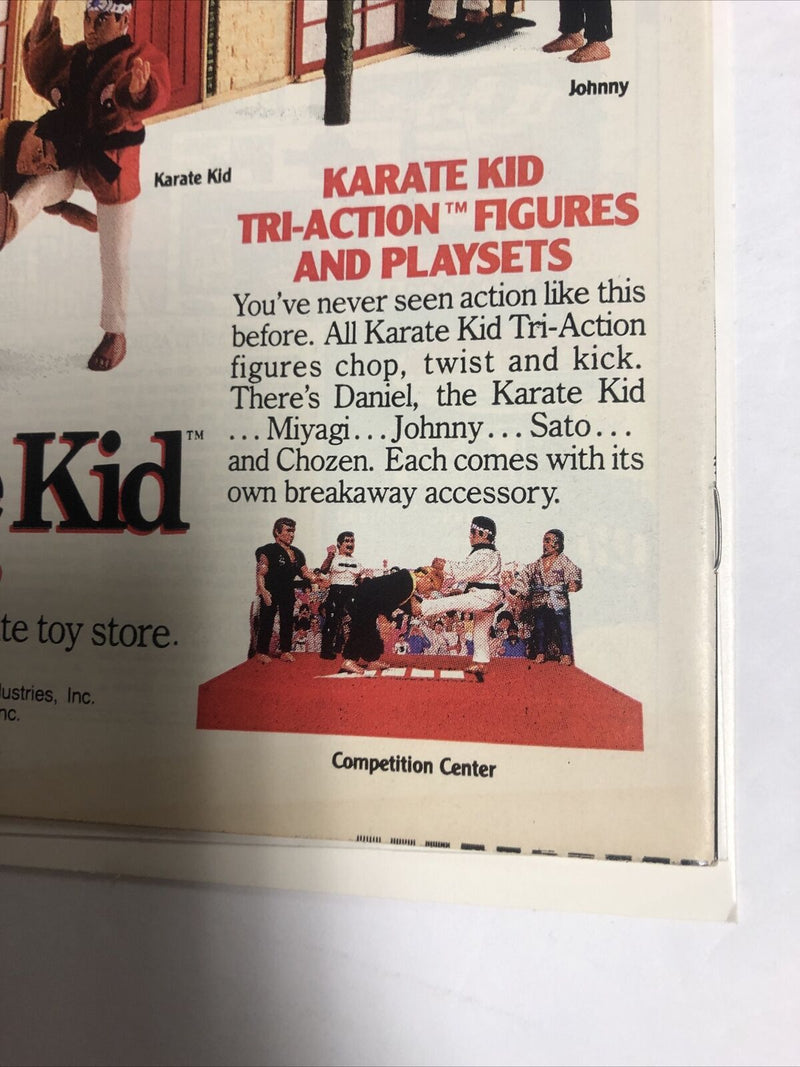 Johnny
Karate Kid
KARATE KID
TRI-ACTION™ FIGURES
AND PLAYSETS
You've never seen action like this
before. All Karate Kid Tri-Action
figures chop, twist and kick.
There's Daniel, the Karate Kid
...Miyagi...Johnny...Sato...
and Chozen. Each comes with its
own breakaway accessory.
Kid™
te toy store.
ustries, Inc.
nc.
Competition Center